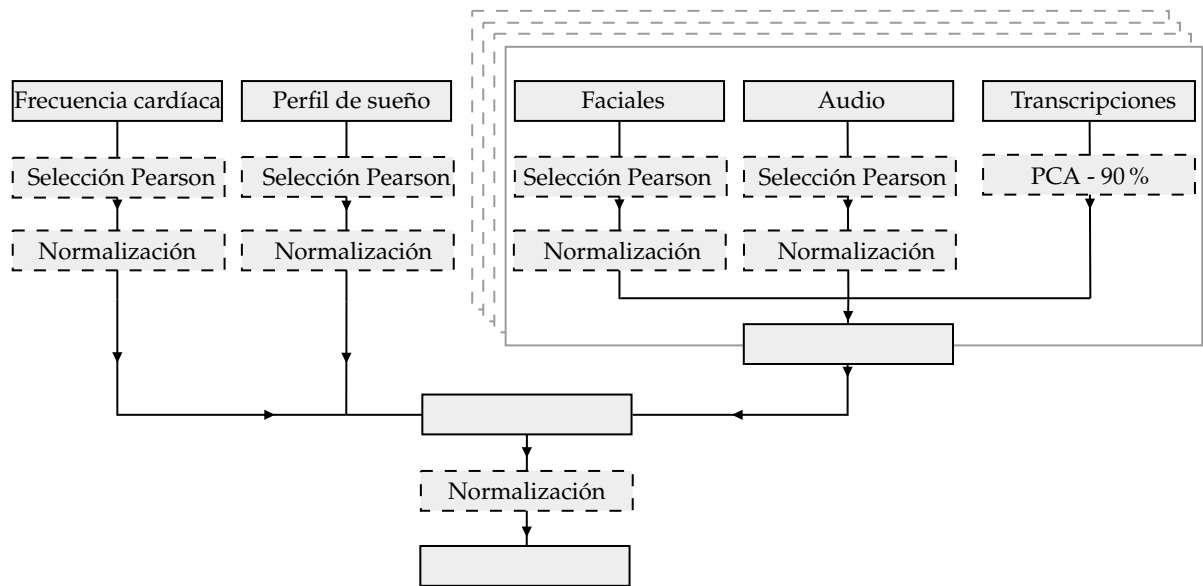 Frecuencia cardíaca
Perfil de sueño
Faciales
Audio
Transcripciones
Selección Pearson
Selección Pearson
Selección Pearson
Selección Pearson
PCA - 90 %
Normalización
Normalización
Normalización
Normalización
Normalización